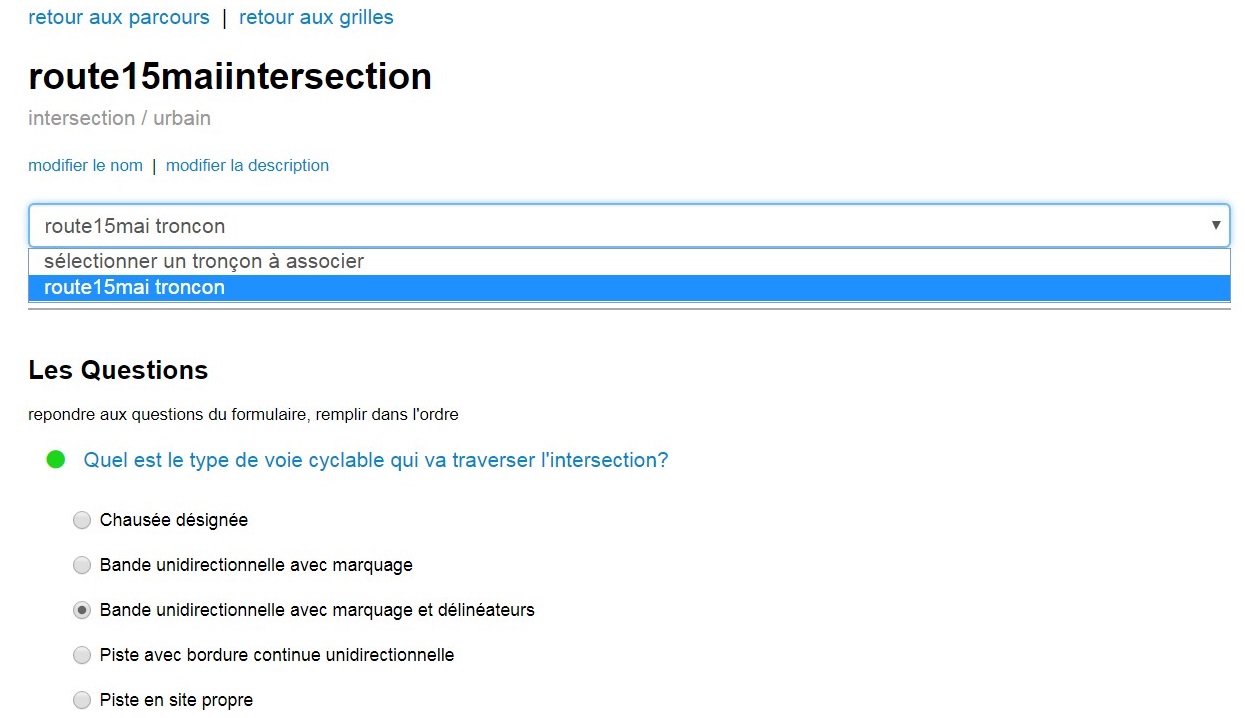 retour aux parcours | retour aux grilles
route15maiintersection
intersection / urbain
modifier le nom | modifier la description
route15mai troncon
sélectionner un tronçon à associer
route15mai troncon
Les Questions
repondre aux questions du formulaire, remplir dans l'ordre
Quel est le type de voie cyclable qui va traverser l'intersection?
Chausée désignée
Bande unidirectionnelle avec marquage
Bande unidirectionnelle avec marquage et délinéateurs
Piste avec bordure continue unidirectionnelle
Piste en site propre